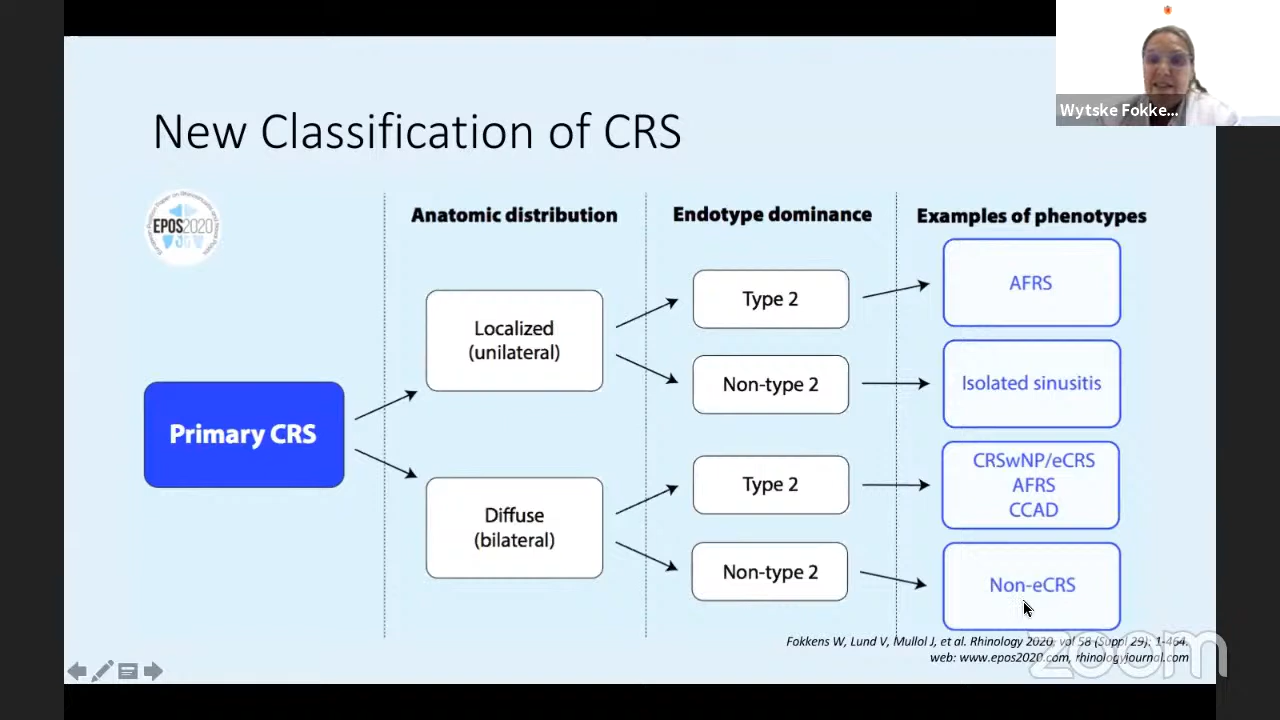 Wytske Fokke...
New Classification of CRS
EPOS2020
Anatomic distribution
Endotype dominance
Examples of phenotypes
Primary CRS
Localized
(unilateral)
Type 2
AFRS
Non-type 2
Isolated sinusitis
Diffuse
(bilateral)
Type 2
CRSwNP/eCRS
AFRS
CCAD
Non-type 2
Non-eCRS
Fokkens W, Lund V, Mullol J, et al. Rhinology 2020; vol 58 (Suppl 29): 1-464.
web: www.epos2020.com, rhinologyjournal.com
zoom